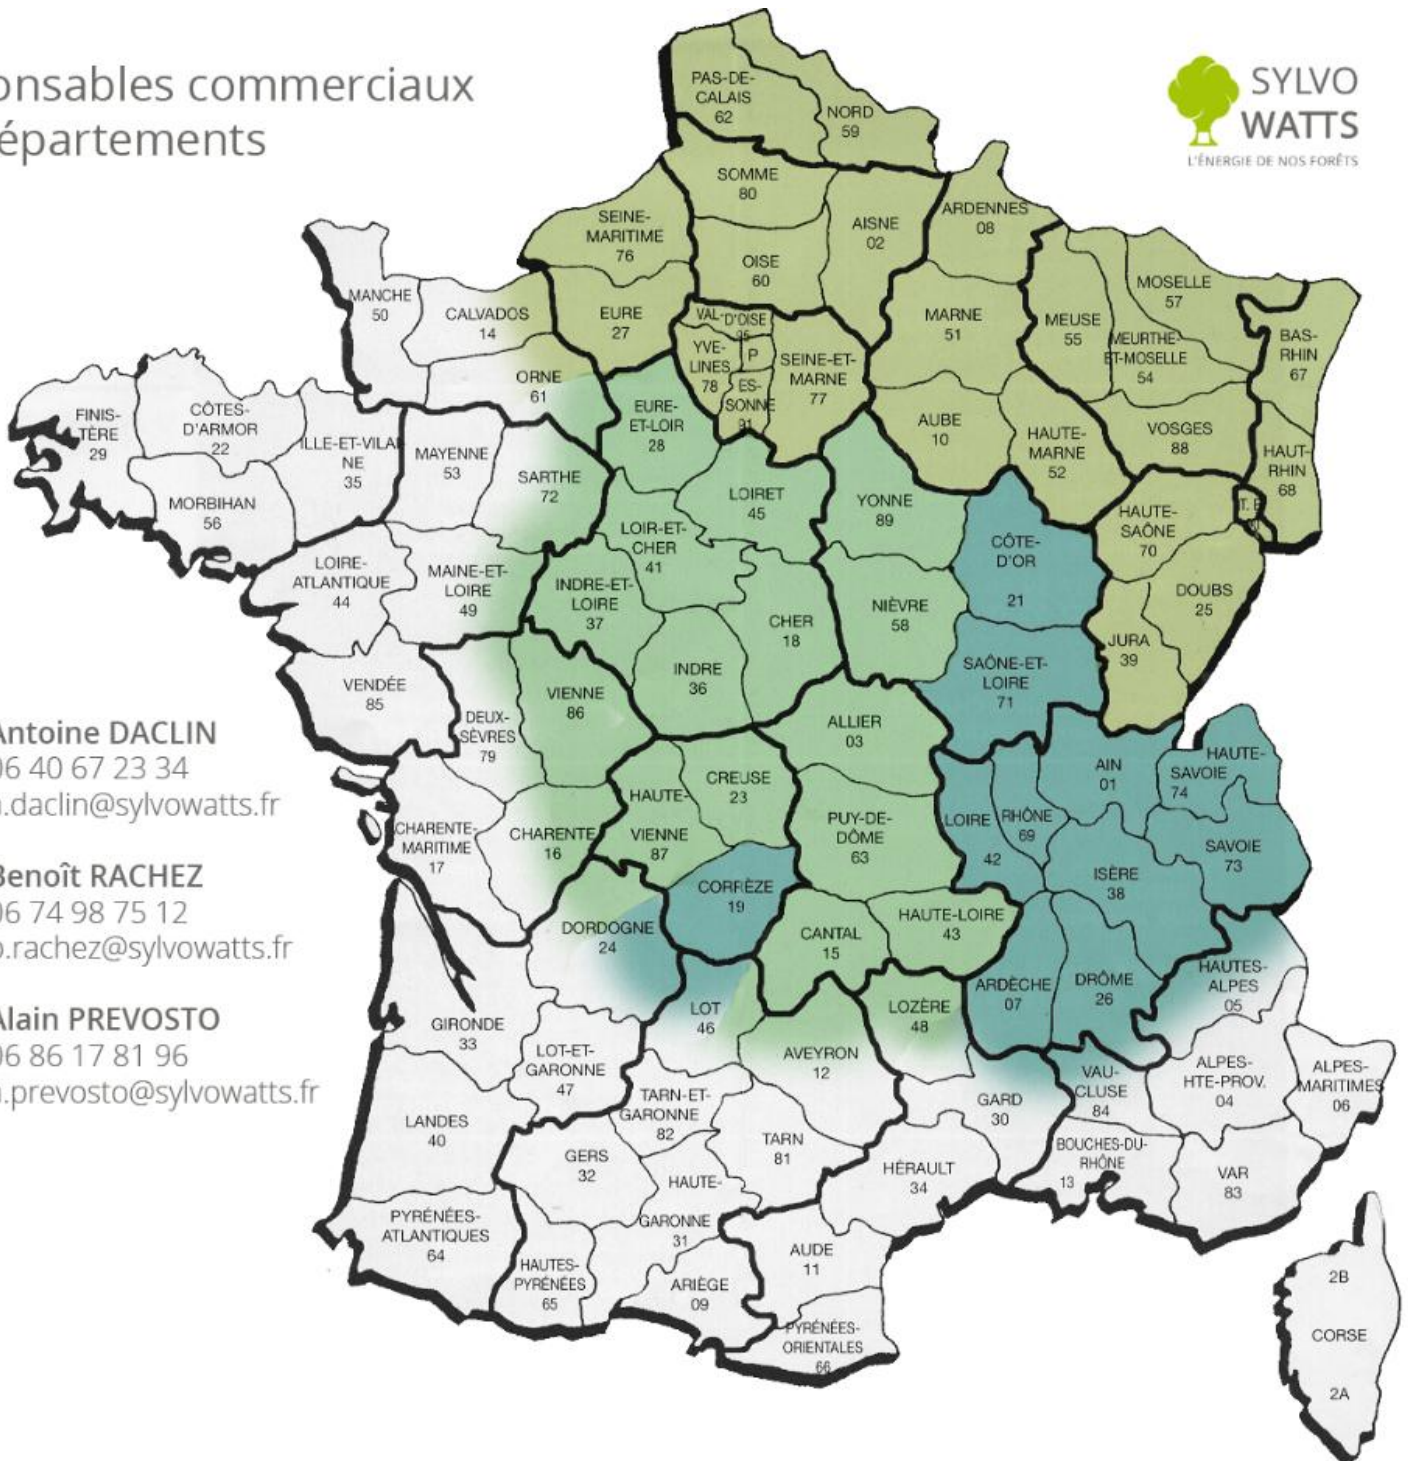 onsables commerciaux
épartements
SYLVO
WATTS
L'ÉNERGIE DE NOS FORÊTS
PAS-DE-
CALAIS
62
NORD
59
SOMME
80
SEINE-
MARITIME
76
AISNE
02
ARDENNES
08
OISE
60
MANCHE
50
CALVADOS
14
EURE
27
VAL-D'OISE
95
YVE-
LINES
78
P
ES-
SONNE
91
SEINE-ET-
MARNE
77
MARNE
51
MEUSE
55
MOSELLE
57
MEURTHE-
ET-MOSELLE
54
BAS-
RHIN
67
ORNE
61
FINIS-
TÈRE
29
CÔTES-
D'ARMOR
22
ILLE-ET-VILAI-
NE
35
MAYENNE
53
SARTHE
72
EURE-
ET-LOIR
28
AUBE
10
HAUTE-
MARNE
52
VOSGES
88
HAUT-
RHIN
68
MORBIHAN
56
LOIRET
45
YONNE
89
LOIR-ET-
CHER
41
CÔTE-
D'OR
21
HAUTE-
SAÔNE
70
LOIRE-
ATLANTIQUE
44
MAINE-ET-
LOIRE
49
INDRE-ET-
LOIRE
37
CHER
18
NIÈVRE
58
DOUBS
25
JURA
39
VENDÉE
85
DEUX-
SÈVRES
79
VIENNE
86
INDRE
36
SAÔNE-ET-
LOIRE
71
ALLIER
03
Antoine DACLIN
06 40 67 23 34
a.daclin@sylvowatts.fr
Benoît RACHEZ
06 74 98 75 12
b.rachez@sylvowatts.fr
Alain PREVOSTO
06 86 17 81 96
a.prevosto@sylvowatts.fr
CREUSE
23
HAUTE-
VIENNE
87
PUY-DE-
DÔME
63
LOIRE
42
RHÔNE
69
AIN
01
HAUTE-
SAVOIE
74
SAVOIE
73
CHARENTE-
MARITIME
17
CHARENTE
16
ISÈRE
38
CORRÈZE
19
DORDOGNE
24
CANTAL
15
HAUTE-LOIRE
43
ARDÈCHE
07
DRÔME
26
HAUTES-
ALPES
05
GIRONDE
33
LOT
46
LOZÈRE
48
LOT-ET-
GARONNE
47
AVEYRON
12
TARN-ET-
GARONNE
82
GARD
30
VAU-
CLUSE
84
ALPES-
HTE-PROV.
04
ALPES-
MARITIMES
06
LANDES
40
GERS
32
TARN
81
HÉRAULT
34
BOUCHES-DU-
RHÔNE
13
VAR
83
HAUTE-
GARONNE
31
PYRÉNÉES-
ATLANTIQUES
64
HAUTES-
PYRÉNÉES
65
ARIÈGE
09
AUDE
11
PYRÉNÉES-
ORIENTALES
66
2B
CORSE
2A